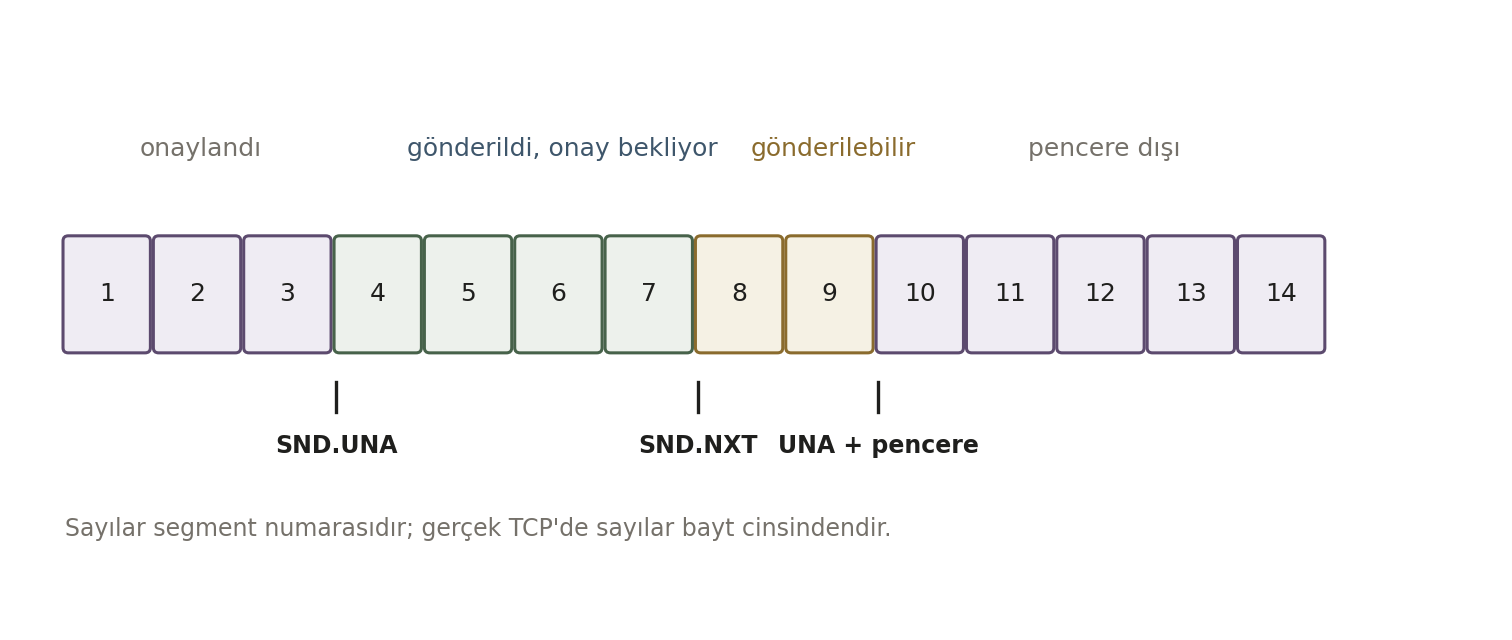 onaylandı gönderildi, onay bekliyor gönderilebilir pencere dışı
1 2 3 4 5 6 7 8 9 10 11 12 13 14
SND.UNA SND.NXT UNA + pencere
Sayılar segment numarasıdır; gerçek TCP'de sayılar bayt cinsindendir.